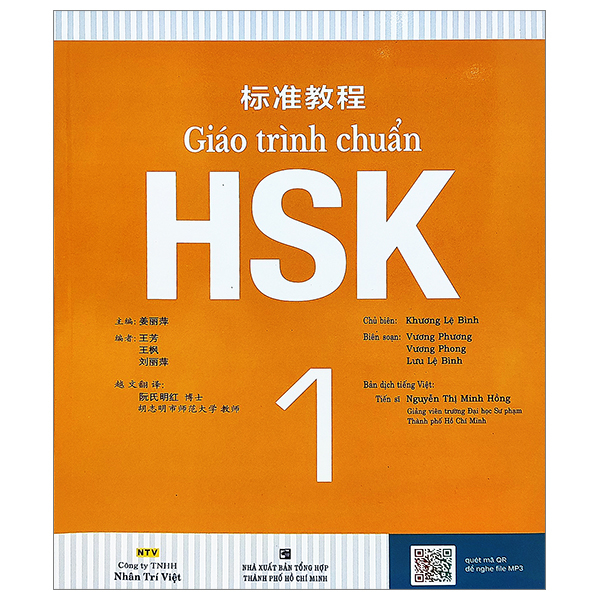 标准教程
Giáo trình chuẩn
HSK
1
主编: 姜丽萍
编者: 王芳
王枫
刘丽萍
越文翻译:
阮氏明红 博士
胡志明市师范大学 教师
Chủ biên: Khương Lệ Bình
Biên soạn: Vương Phương
Vương Phong
Lưu Lệ Bình
Bản dịch tiếng Việt:
Tiến sĩ Nguyễn Thị Minh Hồng
Giảng viên trường Đại học Sư phạm
Thành phố Hồ Chí Minh
NTV
Công ty TNHH
Nhân Trí Việt
NHÀ XUẤT BẢN TỔNG HỢP
THÀNH PHỐ HỒ CHÍ MINH
quét mã QR
để nghe file MP3